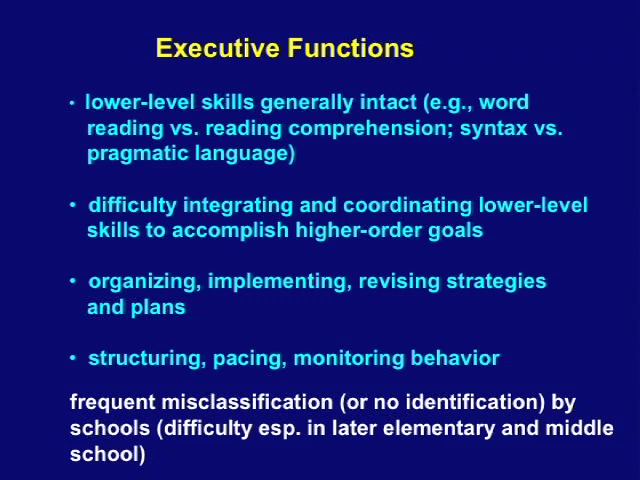 Executive Functions
• lower-level skills generally intact (e.g., word
reading vs. reading comprehension; syntax vs.
pragmatic language)
• difficulty integrating and coordinating lower-level
skills to accomplish higher-order goals
• organizing, implementing, revising strategies
and plans
• structuring, pacing, monitoring behavior
frequent misclassification (or no identification) by
schools (difficulty esp. in later elementary and middle
school)